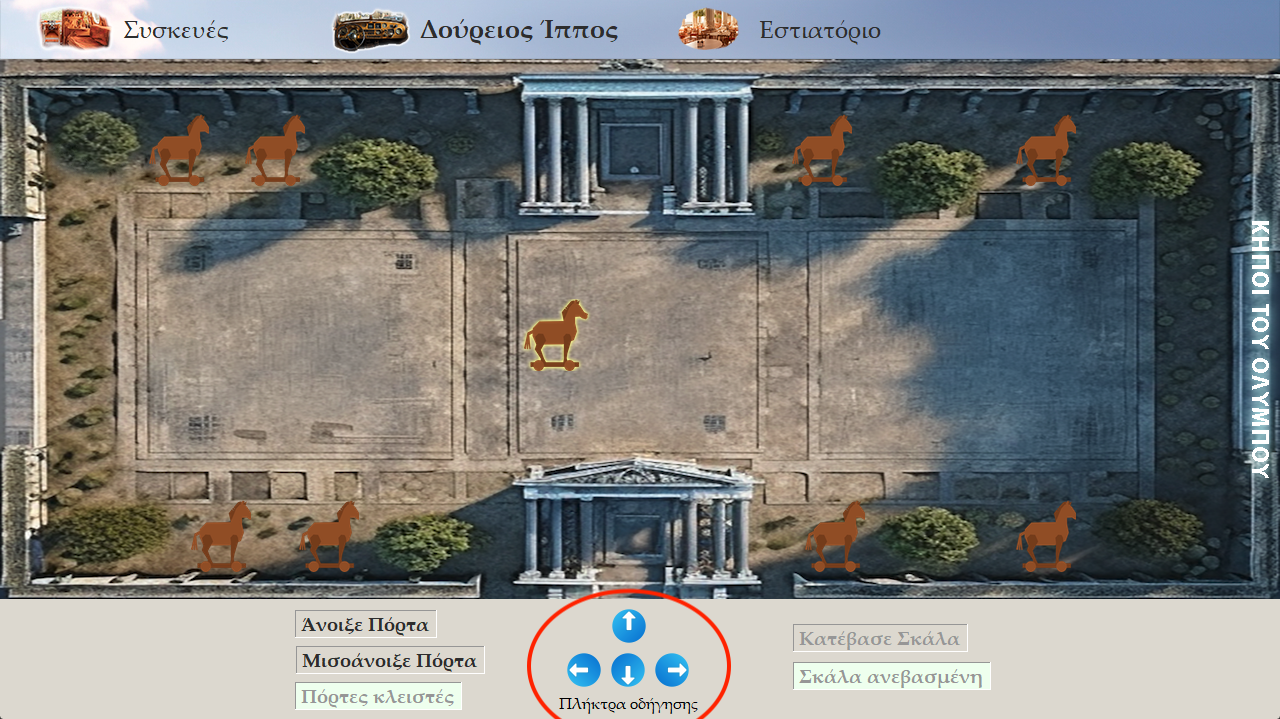 Συσκευές
Δούρειος Ίππος
Εστιατόριο
ΚΗΠΟΙ ΤΟΥ ΟΛΥΜΠΟΥ
Άνοιξε Πόρτα
Μισοάνοιξε Πόρτα
Πόρτες κλειστές
Πλήκτρα οδήγησης
Κατέβασε Σκάλα
Σκάλα ανεβασμένη